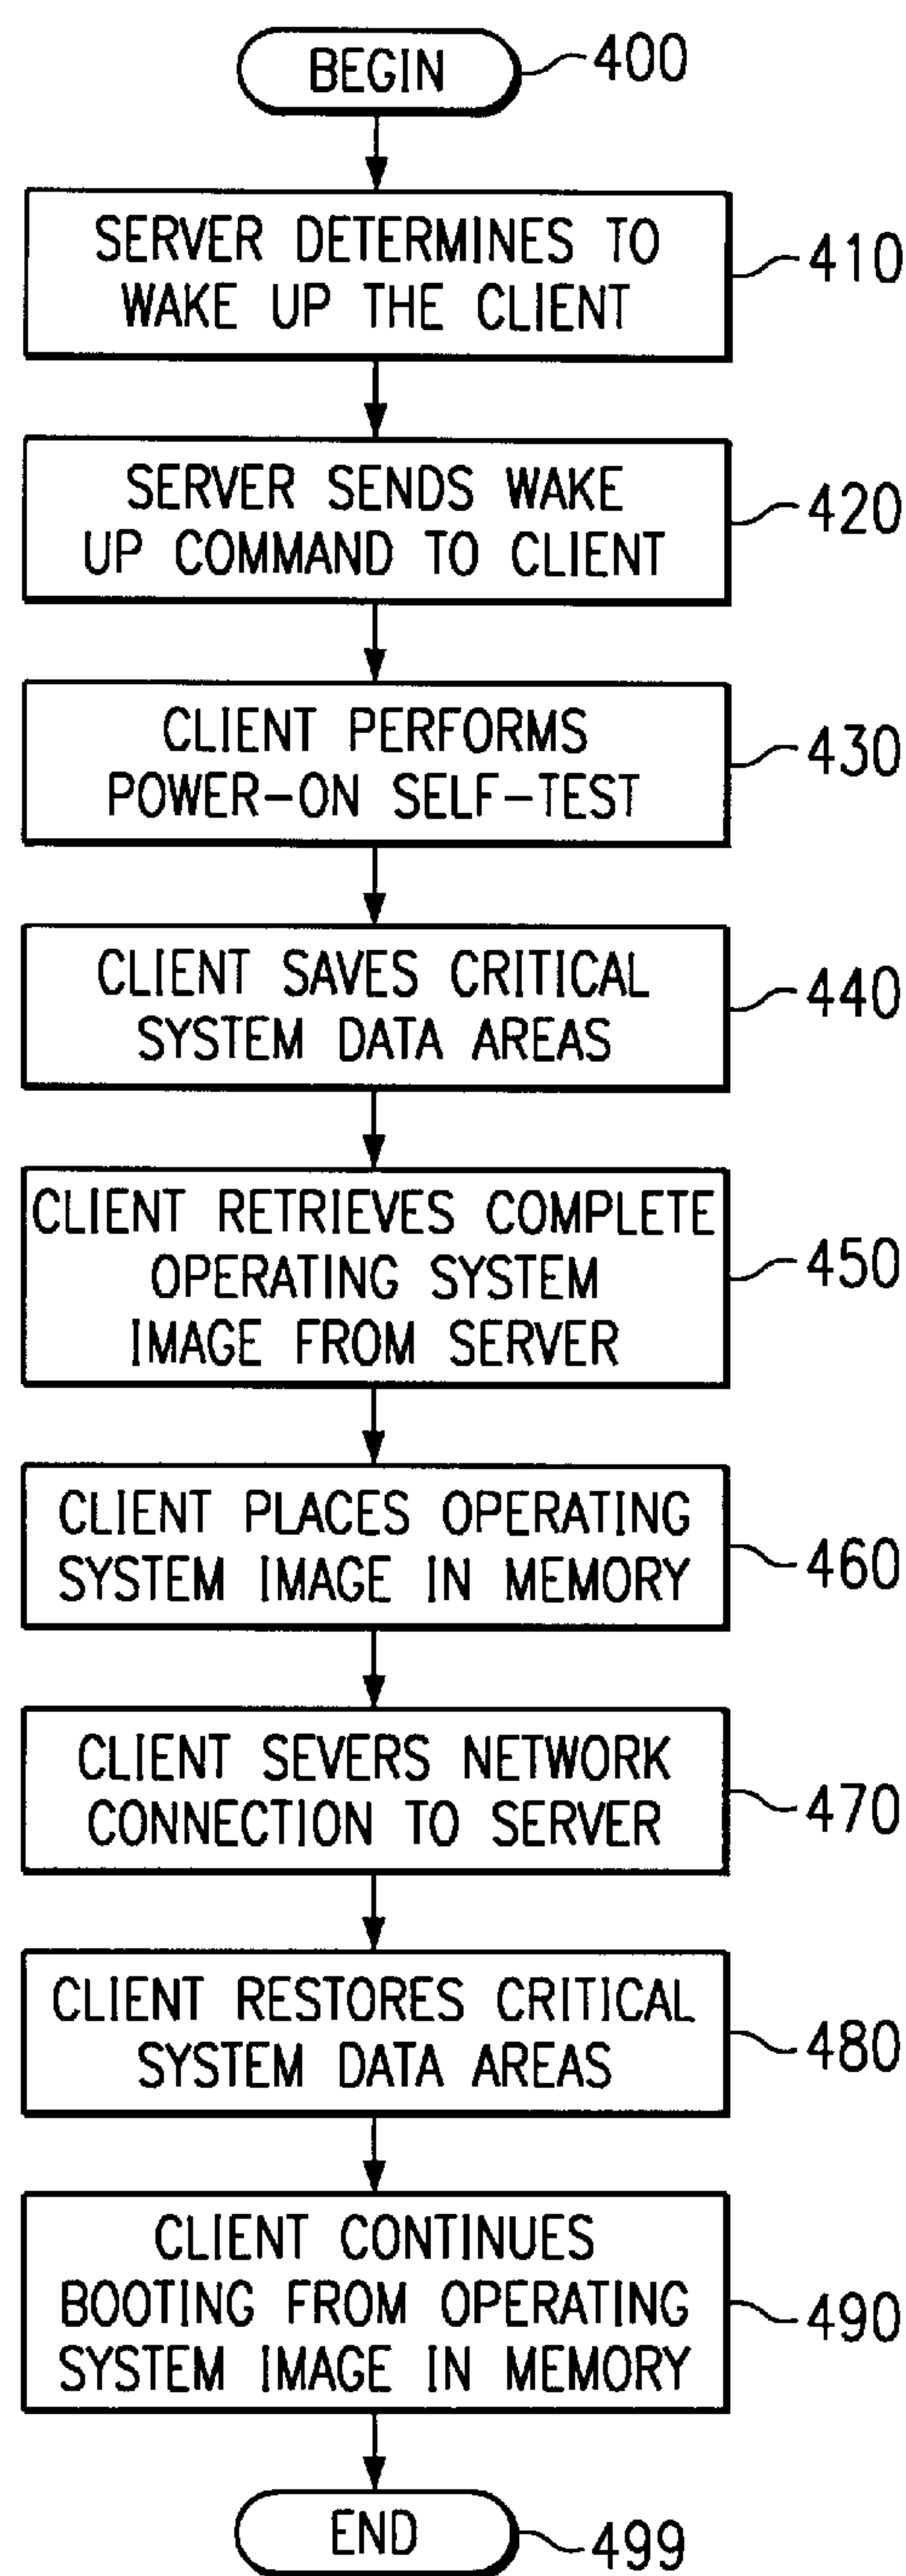 BEGIN
400
SERVER DETERMINES TO
WAKE UP THE CLIENT
410
SERVER SENDS WAKE
UP COMMAND TO CLIENT
420
CLIENT PERFORMS
POWER-ON SELF-TEST
430
CLIENT SAVES CRITICAL
SYSTEM DATA AREAS
440
CLIENT RETRIEVES COMPLETE
OPERATING SYSTEM
IMAGE FROM SERVER
450
CLIENT PLACES OPERATING
SYSTEM IMAGE IN MEMORY
460
CLIENT SEVERS NETWORK
CONNECTION TO SERVER
470
CLIENT RESTORES CRITICAL
SYSTEM DATA AREAS
480
CLIENT CONTINUES
BOOTING FROM OPERATING
SYSTEM IMAGE IN MEMORY
490
END
499